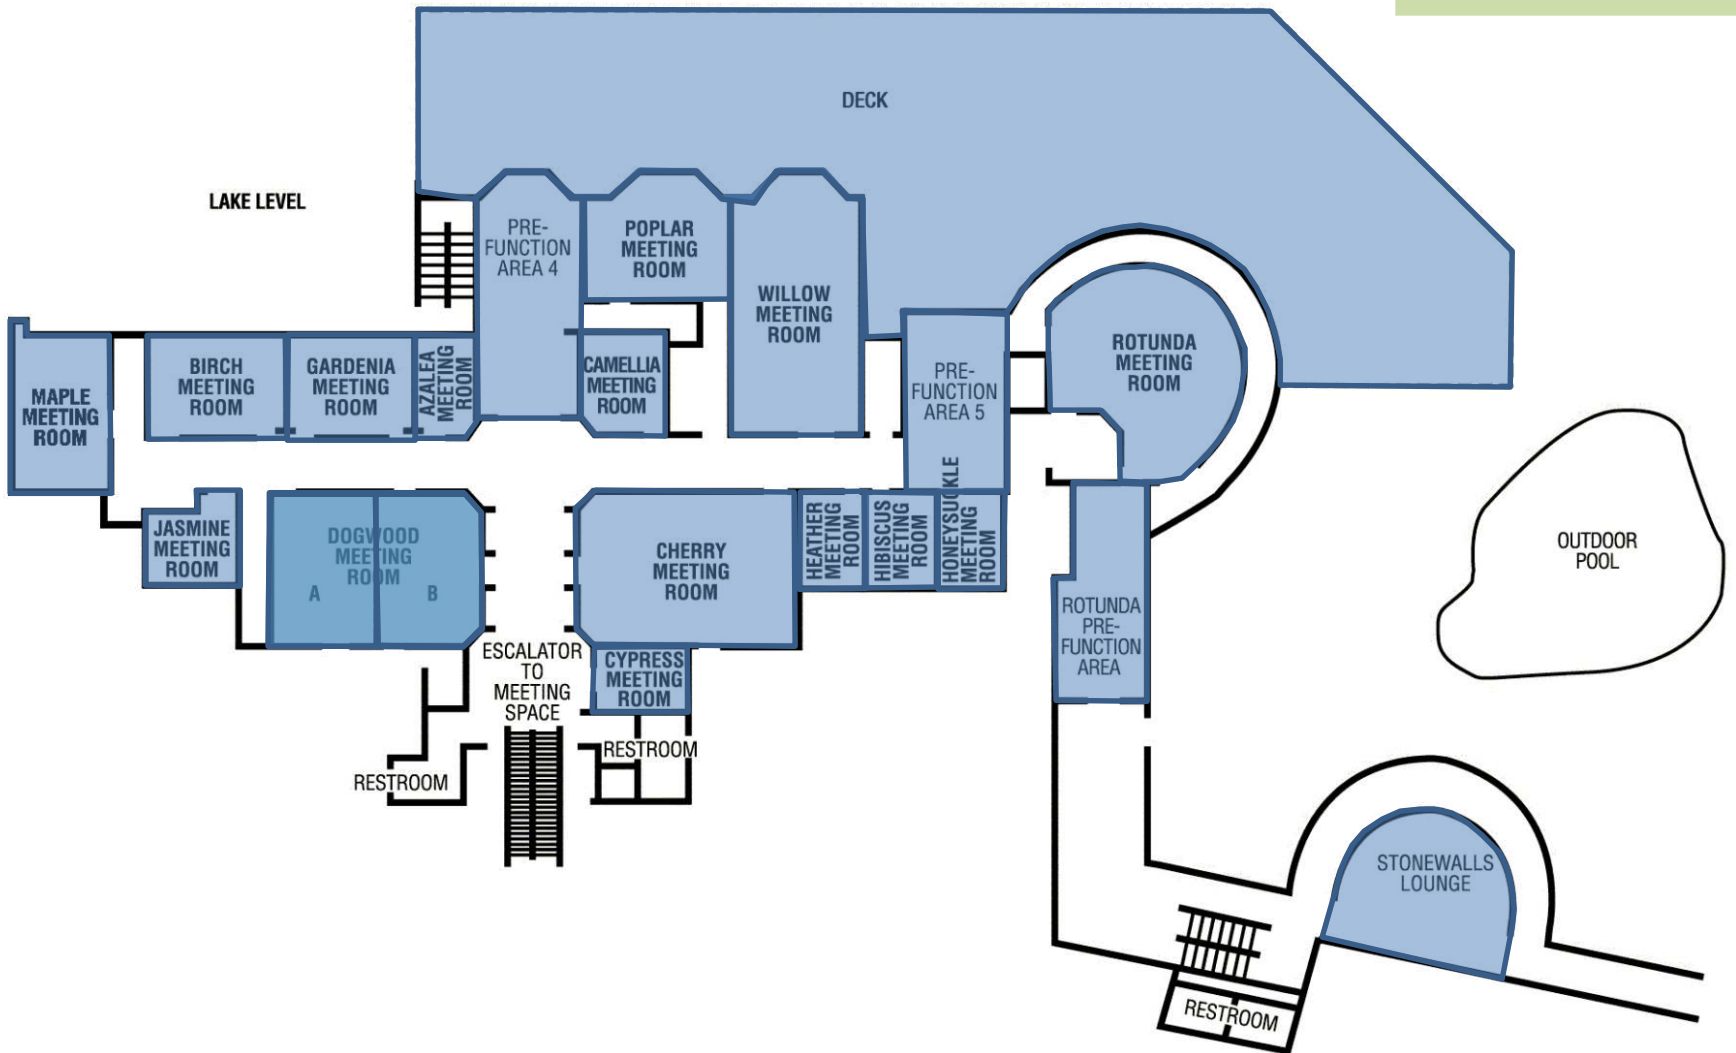 DECK
LAKE LEVEL
PRE-
FUNCTION
AREA 4
POPLAR
MEETING
ROOM
WILLOW
MEETING
ROOM
ROTUNDA
MEETING
ROOM
MAPLE
MEETING
ROOM
BIRCH
MEETING
ROOM
GARDENIA
MEETING
ROOM
AZALEA
MEETING
ROOM
CAMELLIA
MEETING
ROOM
PRE-
FUNCTION
AREA 5
JASMINE
MEETING
ROOM
DOGWOOD
MEETING
ROOM
A
B
CHERRY
MEETING
ROOM
HEATHER
MEETING
ROOM
HIBISCUS
MEETING
ROOM
HONEYSUCKLE
MEETING
ROOM
OUTDOOR
POOL
ROTUNDA
PRE-
FUNCTION
AREA
ESCALATOR
TO
MEETING
SPACE
CYPRESS
MEETING
ROOM
RESTROOM
RESTROOM
STONEWALLS
LOUNGE
RESTROOM